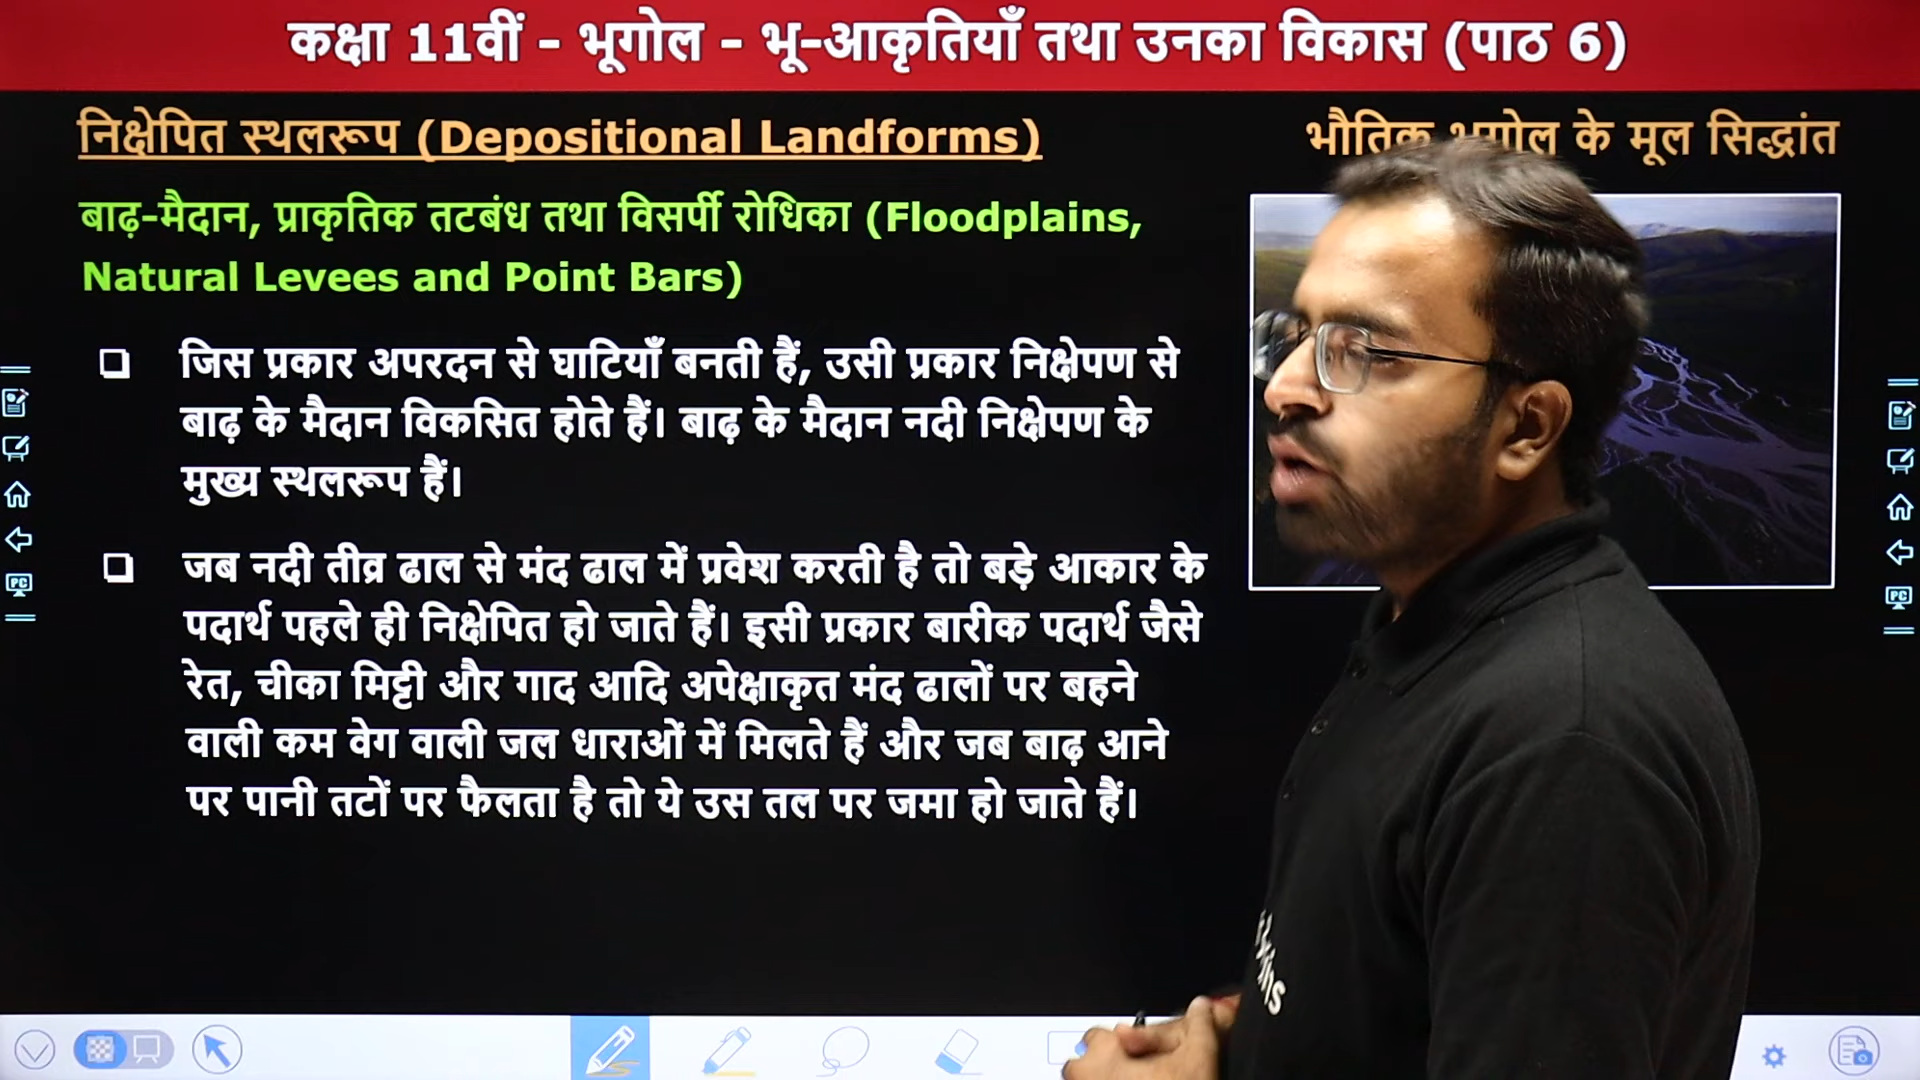 कक्षा 11वीं - भूगोल - भू-आकृतियाँ तथा उनका विकास (पाठ 6)
निक्षेपित स्थलरूप (Depositional Landforms)
भौतिक भूगोल के मूल सिद्धांत
बाढ़-मैदान, प्राकृतिक तटबंध तथा विसर्पी रोधिका (Floodplains,
Natural Levees and Point Bars)
जिस प्रकार अपरदन से घाटियाँ बनती हैं, उसी प्रकार निक्षेपण से
बाढ़ के मैदान विकसित होते हैं। बाढ़ के मैदान नदी निक्षेपण के
मुख्य स्थलरूप हैं।
जब नदी तीव्र ढाल से मंद ढाल में प्रवेश करती है तो बड़े आकार के
पदार्थ पहले ही निक्षेपित हो जाते हैं। इसी प्रकार बारीक पदार्थ जैसे
रेत, चीका मिट्टी और गाद आदि अपेक्षाकृत मंद ढालों पर बहने
वाली कम वेग वाली जल धाराओं में मिलते हैं और जब बाढ़ आने
पर पानी तटों पर फैलता है तो ये उस तल पर जमा हो जाते हैं।
PC
PC